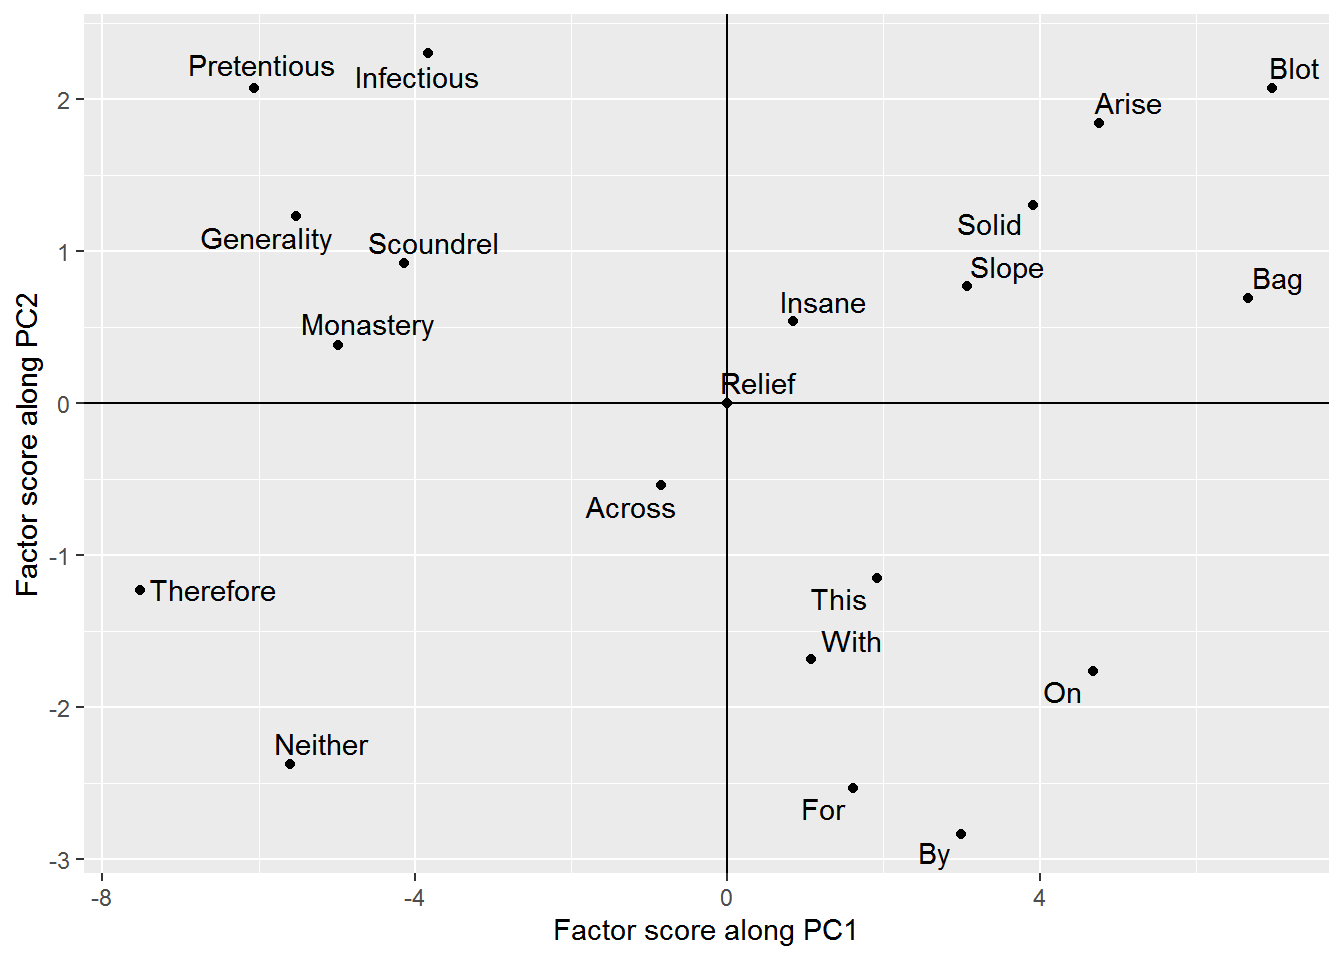 Pretentious
Infectious
Blot
Arise
2
Solid
Generality
Scoundrel
1
Slope
Bag
Insane
Monastery
Relief
0
Across
-1
Therefore
This
With
On
-2
Neither
For
By
-3
-8
-4
0
4
Factor score along PC1
Factor score along PC2